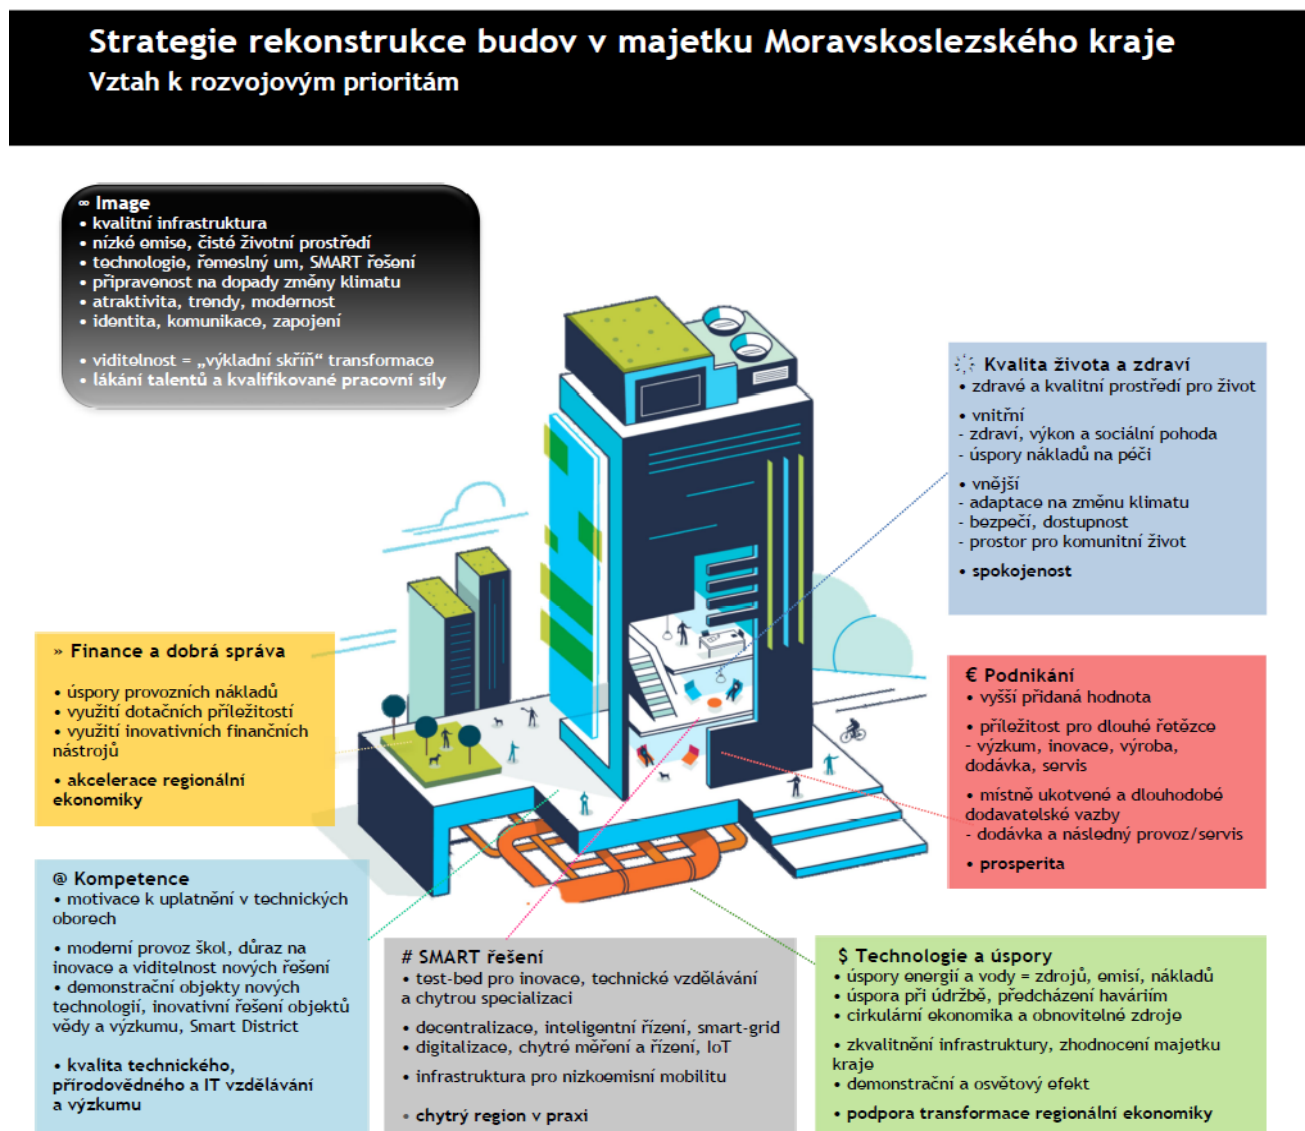 Strategie rekonstrukce budov v majetku Moravskoslezského kraje
Vztah k rozvojovým prioritám
∞ Image
• kvalitní infrastruktura
• nízké emise, čisté životní prostředí
• technologie, řemeslný um, SMART řešení
• připravenost na dopady změny klimatu
• atraktivita, trendy, modernost
• identita, komunikace, zapojení
• viditelnost = „výkladní skříň“ transformace
• lákání talentů a kvalifikované pracovní síly
Kvalita života a zdraví
• zdravé a kvalitní prostředí pro život
• vnitřní
- zdraví, výkon a sociální pohoda
- úspory nákladů na péči
• vnější
- adaptace na změnu klimatu
- bezpečí, dostupnost
- prostor pro komunitní život
• spokojenost
» Finance a dobrá správa
• úspory provozních nákladů
• využití dotačních příležitostí
• využití inovativních finančních
nástrojů
• akcelerace regionální
ekonomiky
€ Podnikání
• vyšší přidaná hodnota
• příležitost pro dlouhé řetězce
- výzkum, inovace, výroba,
dodávka, servis
• místně ukotvené a dlouhodobé
dodavatelské vazby
- dodávka a následný provoz/servis
• prosperita
@ Kompetence
• motivace k uplatnění v technických
oborech
• moderní provoz škol, důraz na
inovace a viditelnost nových řešení
• demonstrační objekty nových
technologií, inovativní řešení objektů
vědy a výzkumu, Smart District
• kvalita technického,
přírodovědného a IT vzdělávání
a výzkumu
# SMART řešení
• test-bed pro inovace, technické vzdělávání
a chytrou specializaci
• decentralizace, inteligentní řízení, smart-grid
• digitalizace, chytré měření a řízení, IoT
• infrastruktura pro nizkoemisní mobilitu
• chytrý region v praxi
$ Technologie a úspory
• úspory energií a vody = zdrojů, emisí, nákladů
• úspora při údržbě, předcházení haváriím
• cirkulární ekonomika a obnovitelné zdroje
• zkvalitnění infrastruktury, zhodnocení majetku
kraje
• demonstrační a osvětový efekt
• podpora transformace regionální ekonomiky